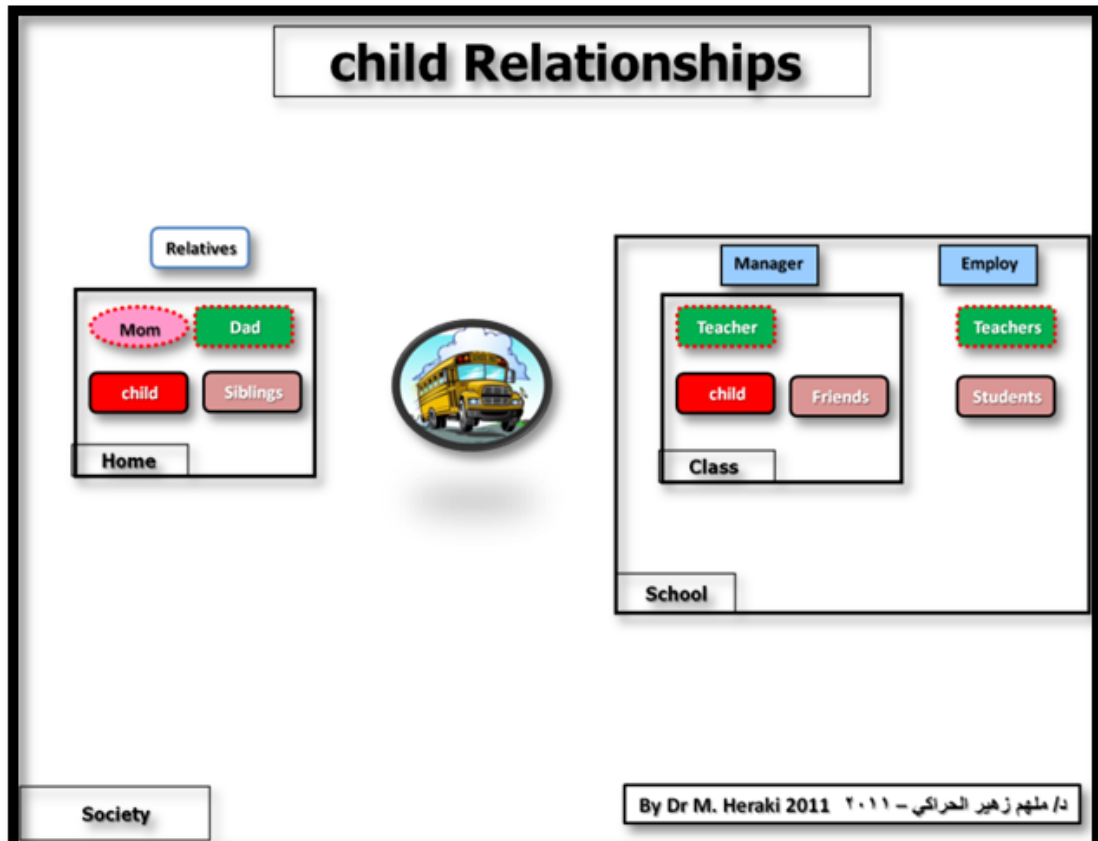 child Relationships
Relatives
Mom
Dad
child
Siblings
Home
Manager
Employ
Teacher
Teachers
child
Friends
Students
Class
School
Society
By Dr M. Heraki 2011 د/ ملهم زهير الحراكي – ٢٠١١